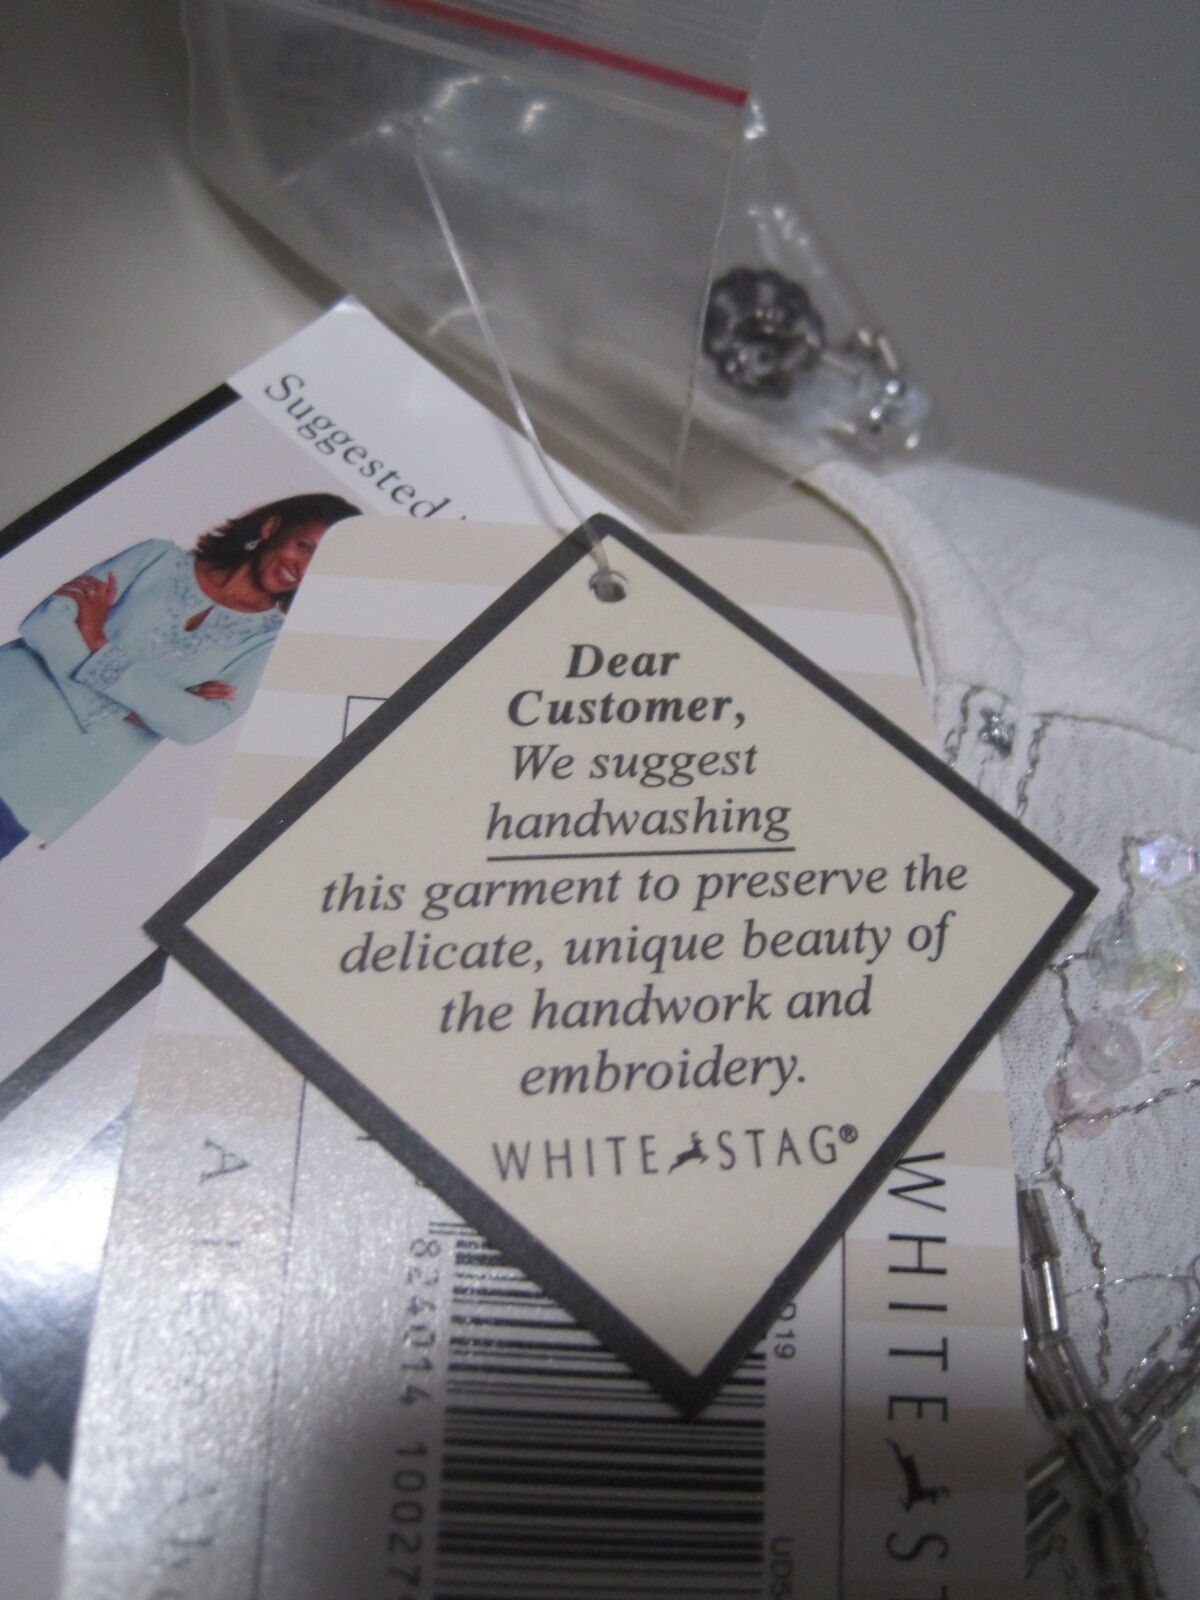 Suggested
Dear
Customer,
We suggest
handwashing
this garment to preserve the
delicate, unique beauty of
the handwork and
embroidery.
WHITE STAG®
WHITE
82401410027